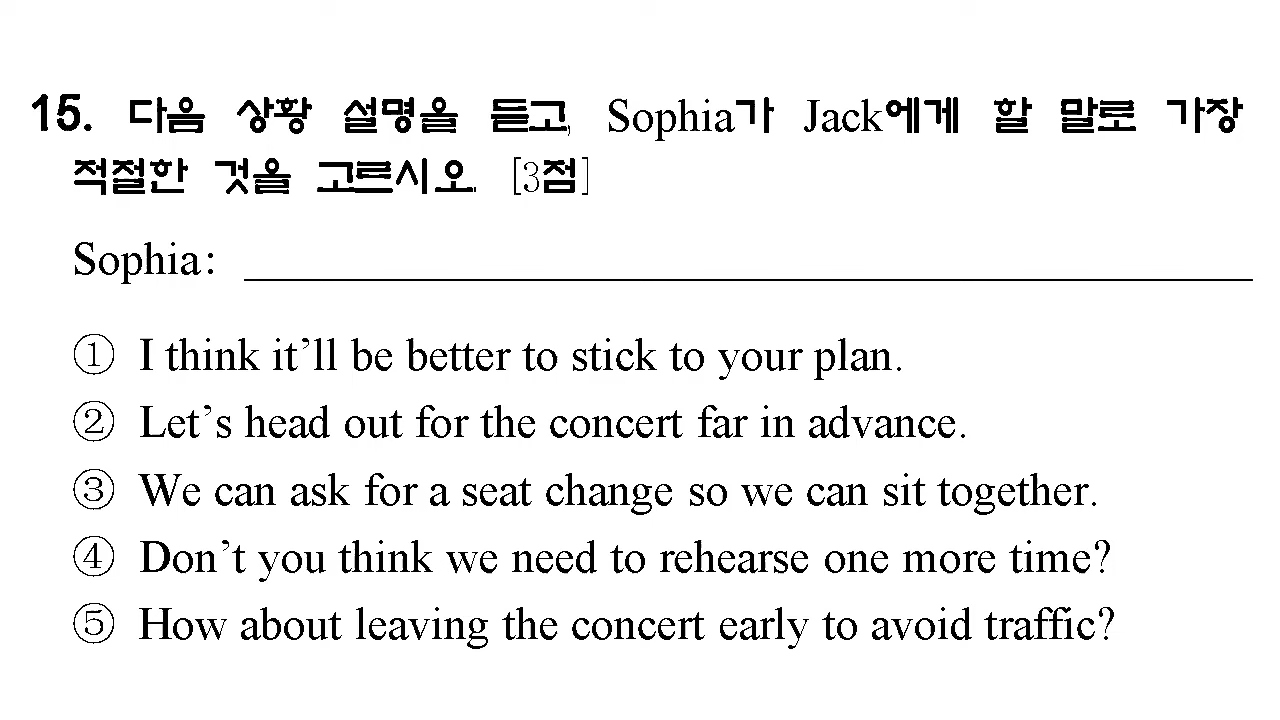 15. 다음 상황 설명을 듣고, Sophia가 Jack에게 할 말로 가장
적절한 것을 고르시오. [3점]
Sophia:
① I think it’ll be better to stick to your plan.
② Let’s head out for the concert far in advance.
③ We can ask for a seat change so we can sit together.
④ Don’t you think we need to rehearse one more time?
⑤ How about leaving the concert early to avoid traffic?